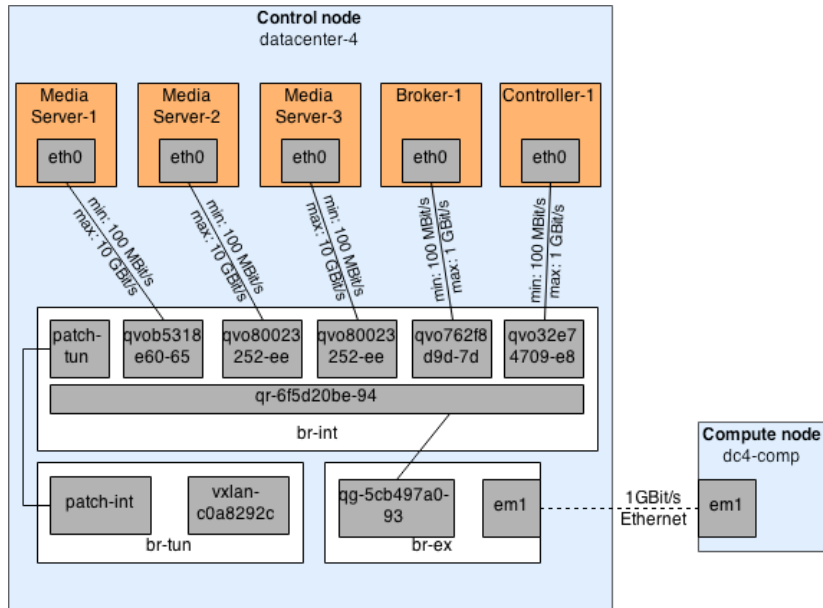 Control node
datacenter-4
Media
Server-1
eth0
Media
Server-2
eth0
Media
Server-3
eth0
Broker-1
eth0
Controller-1
eth0
min: 100 MBit/s
max: 10 GBit/s
min: 100 MBit/s
max: 10 GBit/s
min: 100 MBit/s
max: 10 GBit/s
min: 100 MBit/s
max: 1 GBit/s
min: 100 MBit/s
max: 1 GBit/s
patch-
tun
qvob5318
e60-65
qvo80023
252-ee
qvo80023
252-ee
qvo762f8
d9d-7d
qvo32e7
4709-e8
qr-6f5d20be-94
br-int
patch-int
vxlan-
c0a8292c
br-tun
qg-5cb497a0-
93
em1
br-ex
1GBit/s
Ethernet
Compute node
dc4-comp
em1